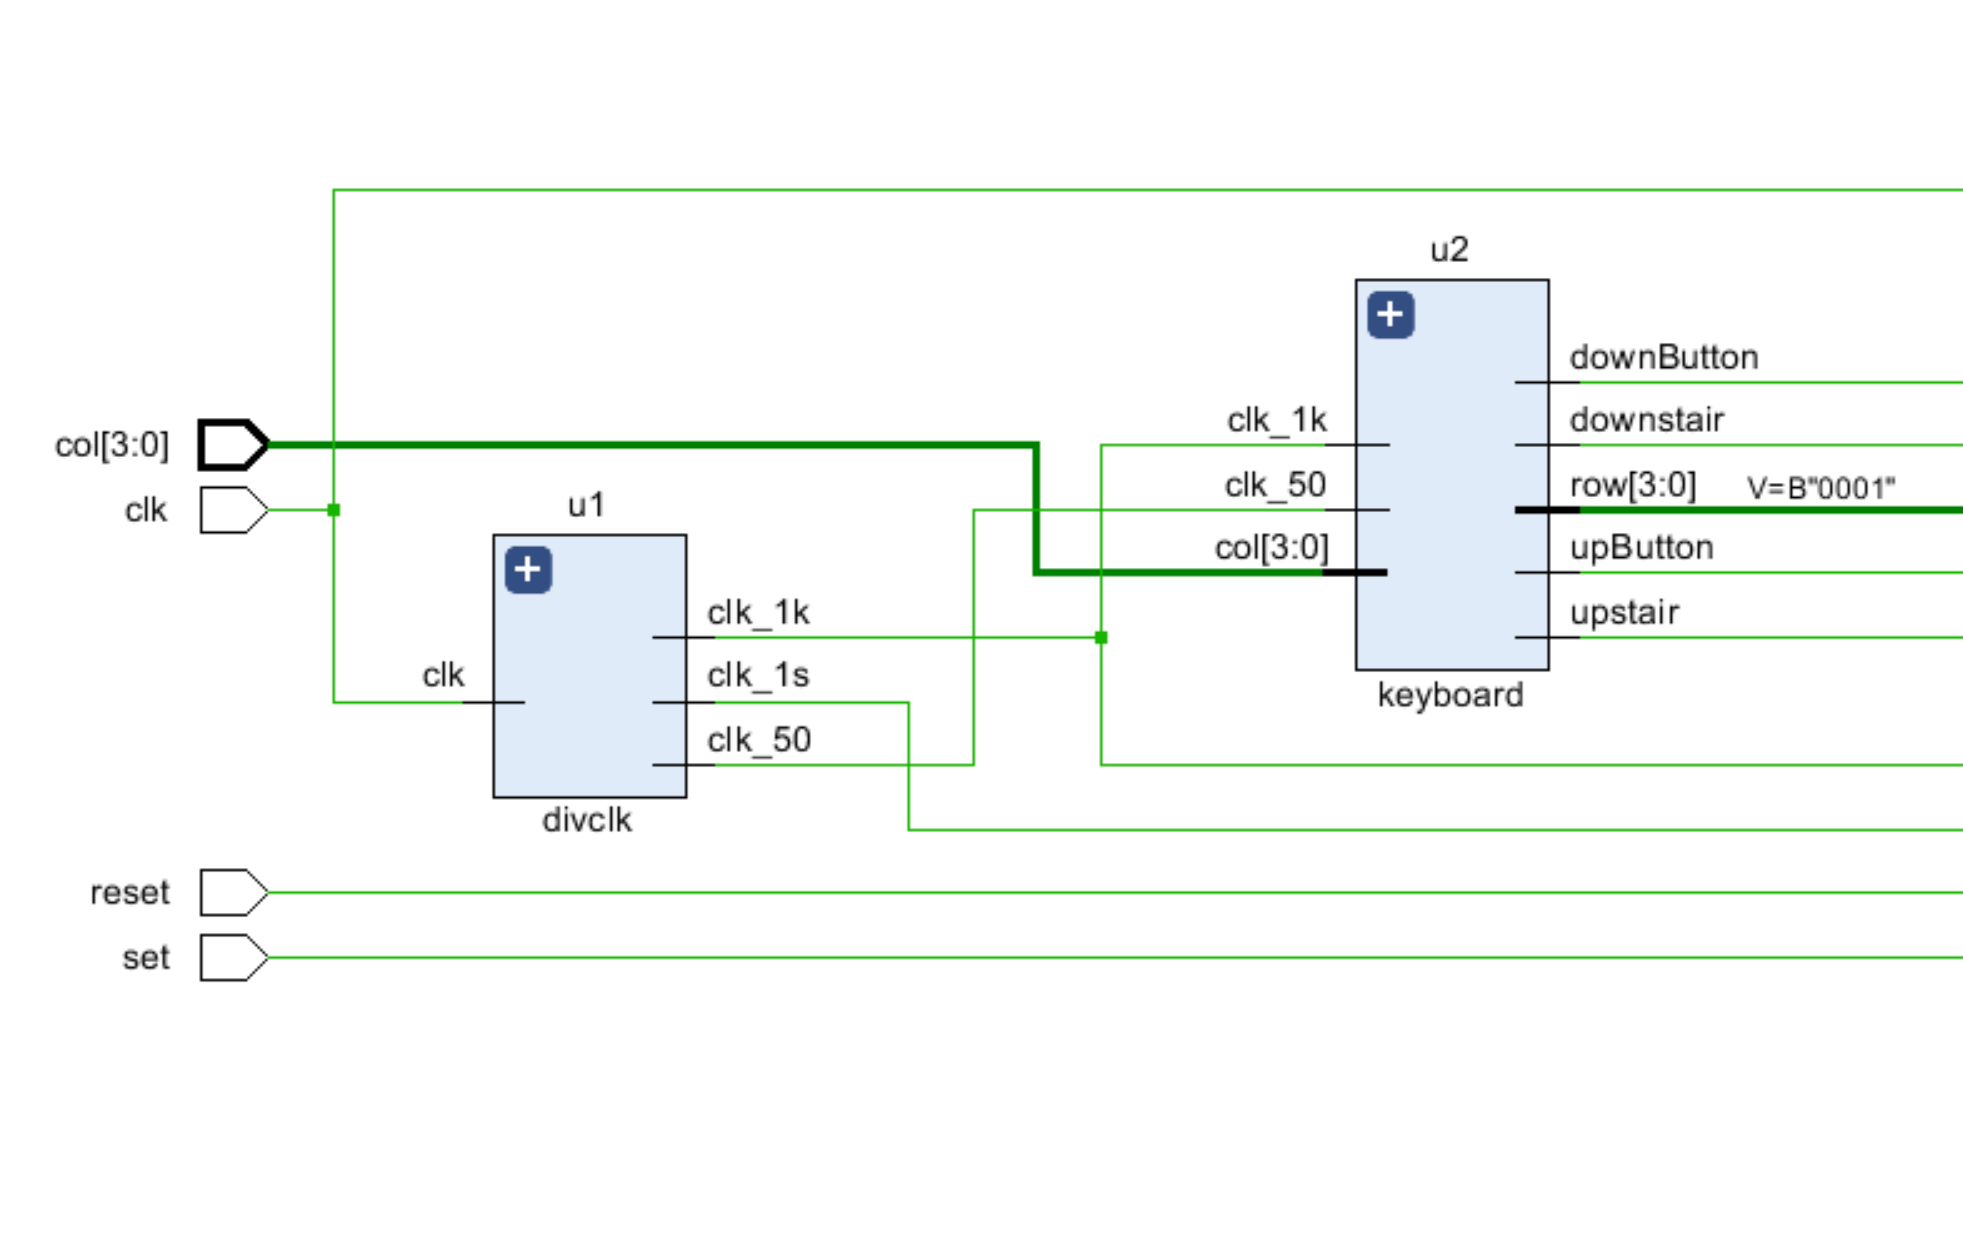 u2
downButton
clk_1k
downstair
col[3:0]
clk_50
row[3:0] V=B"0001"
clk
u1
col[3:0]
upButton
clk_1k
upstair
clk
clk_1s
keyboard
clk_50
divclk
reset
set